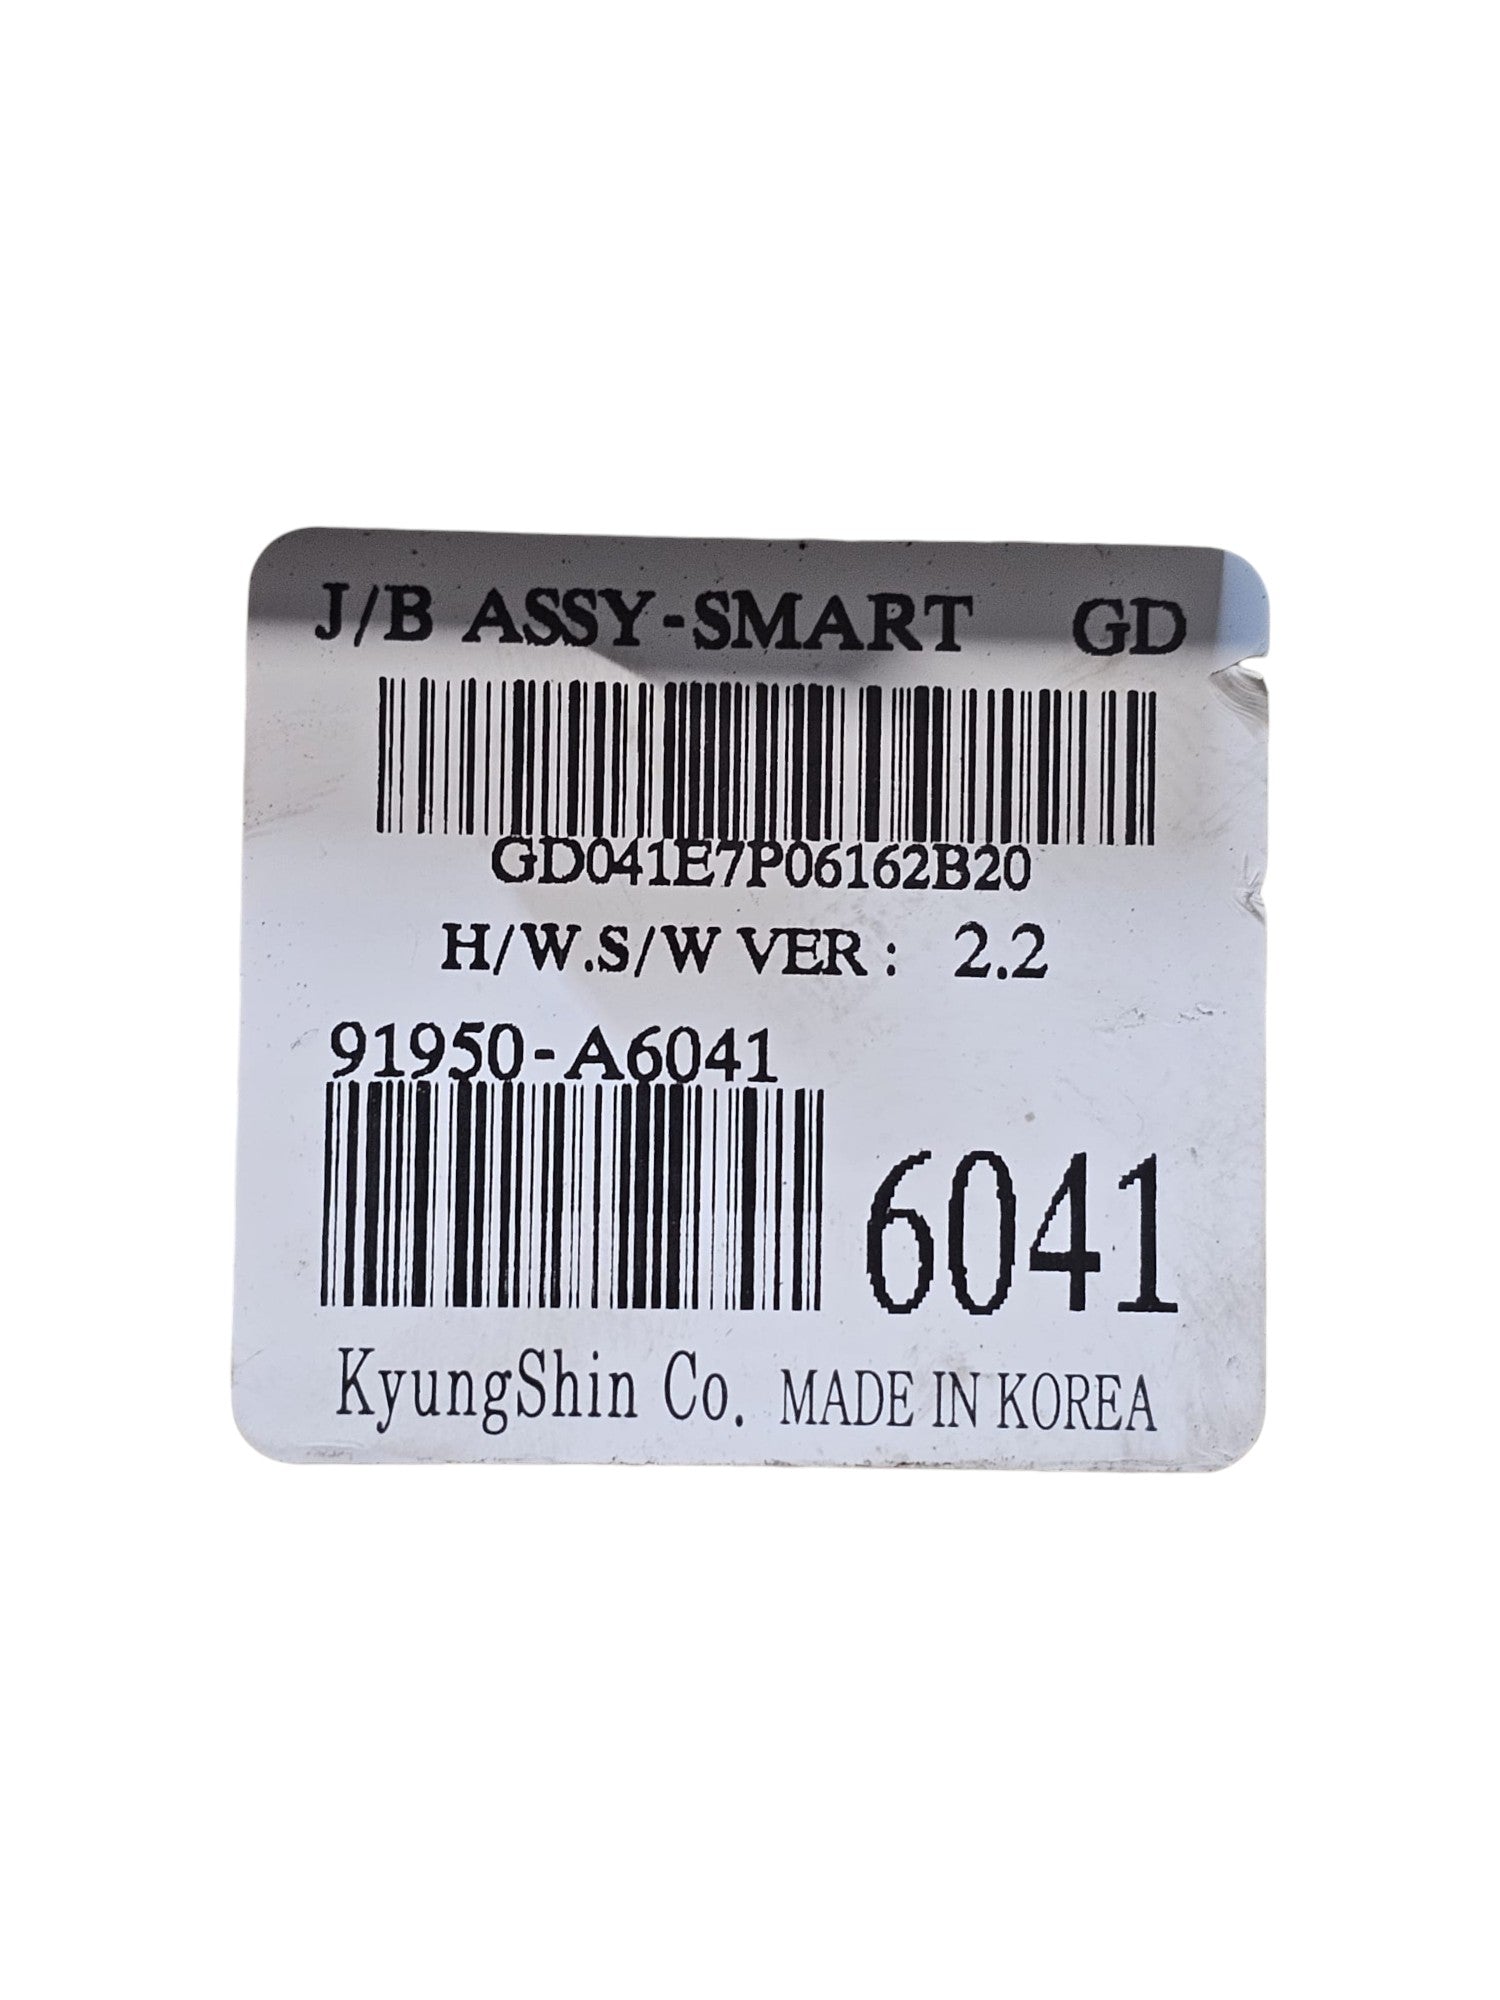 J/B ASSY-SMART GD
GD041E7P06162B20
H/W.S/W VER : 2.2
91950-A6041
6041
KyungShin Co. MADE IN KOREA